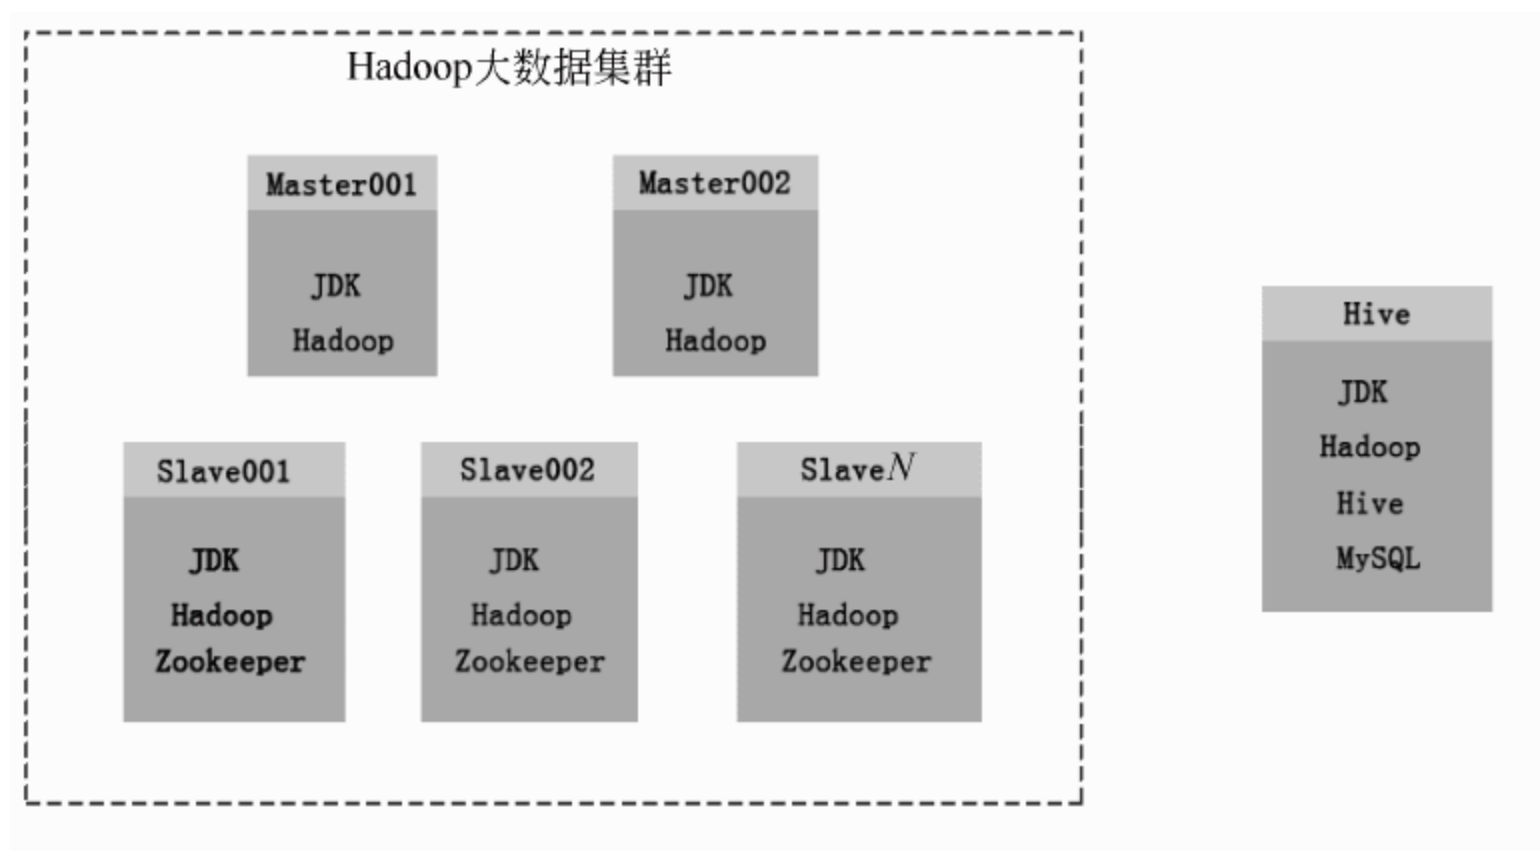 Hadoop大数据集群
Master001
JDK
Hadoop
Master002
JDK
Hadoop
Slave001
JDK
Hadoop
Zookeeper
Slave002
JDK
Hadoop
Zookeeper
SlaveN
JDK
Hadoop
Zookeeper
Hive
JDK
Hadoop
Hive
MySQL